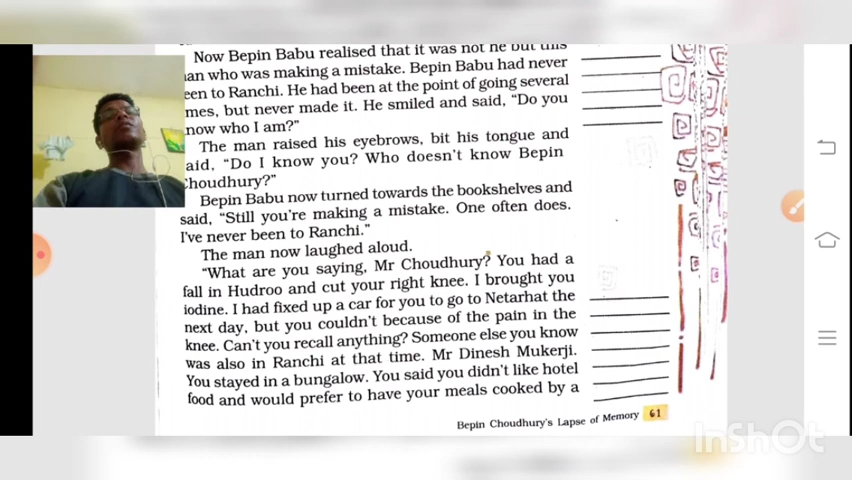 Now Bepin Babu realised that it was not he but this
an who was making a mistake. Bepin Babu had never
een to Ranchi. He had been at the point of going several
mes, but never made it. He smiled and said, “Do you
now who I am?”
The man raised his eyebrows, bit his tongue and
aid, “Do I know you? Who doesn’t know Bepin
Choudhury?”
Bepin Babu now turned towards the bookshelves and
said, “Still you’re making a mistake. One often does.
I’ve never been to Ranchi.”
The man now laughed aloud.
“What are you saying, Mr Choudhury? You had a
fall in Hudroo and cut your right knee. I brought you
iodine. I had fixed up a car for you to go to Netarhat the
next day, but you couldn’t because of the pain in the
knee. Can’t you recall anything? Someone else you know
was also in Ranchi at that time. Mr Dinesh Mukerji.
You stayed in a bungalow. You said you didn’t like hotel
food and would prefer to have your meals cooked by a
Bepin Choudhury’s Lapse of Memory 61
InShOt